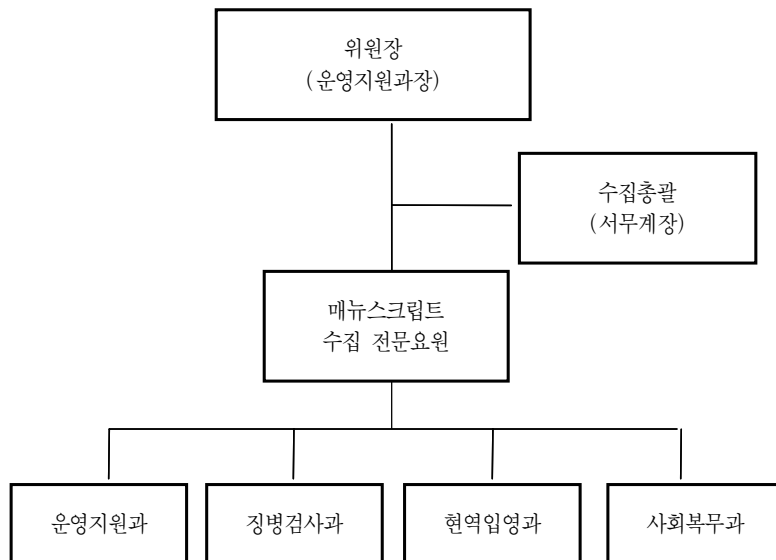 위원장
(운영지원과장)
수집총괄
(서무계장)
매뉴스크립트
수집 전문요원
운영지원과
징병검사과
현역입영과
사회복무과